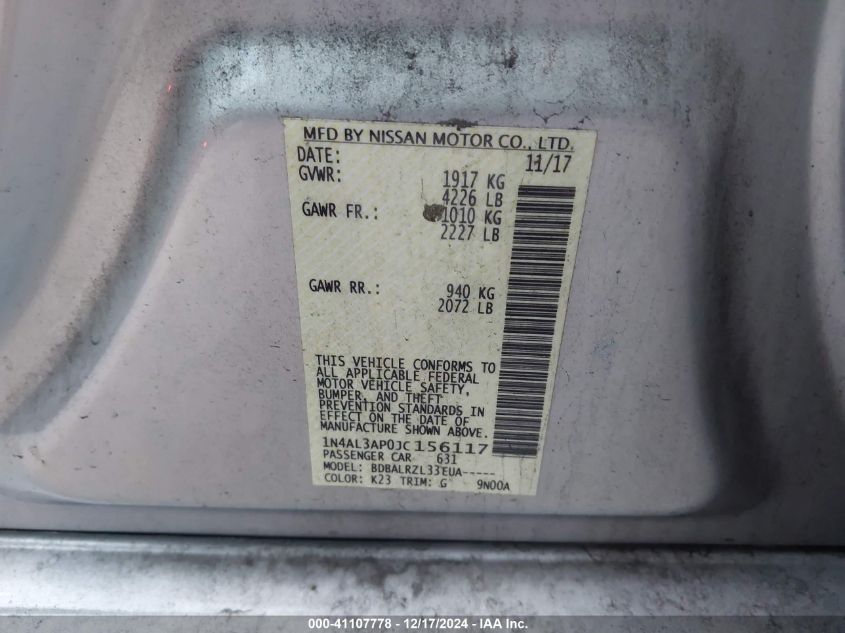 MFD BY NISSAN MOTOR CO., LTD.
DATE: 11/17
GVWR: 1917 KG
4226 LB
GAWR FR.: 1010 KG
2227 LB
GAWR RR.: 940 KG
2072 LB
THIS VEHICLE CONFORMS TO
ALL APPLICABLE FEDERAL
MOTOR VEHICLE SAFETY,
BUMPER, AND THEFT
PREVENTION STANDARDS IN
EFFECT ON THE DATE OF
MANUFACTURE SHOWN ABOVE.
1N4AL3AP0JC156117
PASSENGER CAR 631
MODEL: BDBALRZL33EUA-----
COLOR: K23 TRIM: G 9N00A
000-41107778 - 12/17/2024 - IAA Inc.